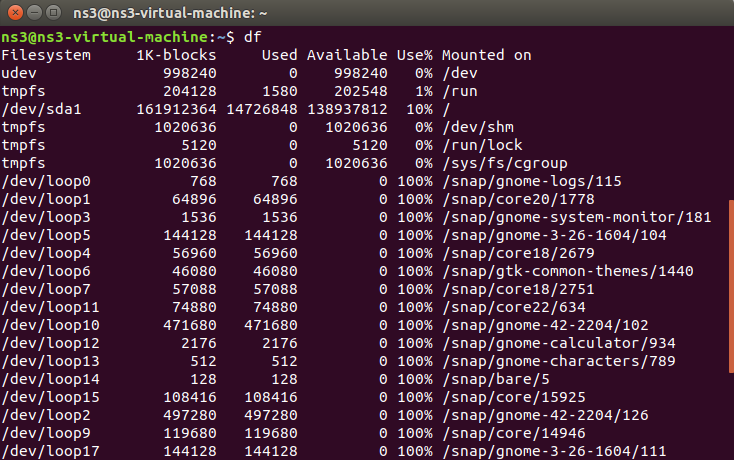 ns3@ns3-virtual-machine: ~
ns3@ns3-virtual-machine:~$ df
Filesystem     1K-blocks     Used Available Use% Mounted on
udev              998240        0    998240   0% /dev
tmpfs             204128     1580    202548   1% /run
/dev/sda1      161912364 14726848 138937812  10% /
tmpfs            1020636        0   1020636   0% /dev/shm
tmpfs               5120        0      5120   0% /run/lock
tmpfs            1020636        0   1020636   0% /sys/fs/cgroup
/dev/loop0           768      768         0 100% /snap/gnome-logs/115
/dev/loop1         64896    64896         0 100% /snap/core20/1778
/dev/loop3          1536     1536         0 100% /snap/gnome-system-monitor/181
/dev/loop5        144128   144128         0 100% /snap/gnome-3-26-1604/104
/dev/loop4         56960    56960         0 100% /snap/core18/2679
/dev/loop6         46080    46080         0 100% /snap/gtk-common-themes/1440
/dev/loop7         57088    57088         0 100% /snap/core18/2751
/dev/loop11        74880    74880         0 100% /snap/core22/634
/dev/loop10       471680   471680         0 100% /snap/gnome-42-2204/102
/dev/loop12         2176     2176         0 100% /snap/gnome-calculator/934
/dev/loop13          512      512         0 100% /snap/gnome-characters/789
/dev/loop14          128      128         0 100% /snap/bare/5
/dev/loop15       108416   108416         0 100% /snap/core/15925
/dev/loop2        497280   497280         0 100% /snap/gnome-42-2204/126
/dev/loop9        119680   119680         0 100% /snap/core/14946
/dev/loop17       144128   144128         0 100% /snap/gnome-3-26-1604/111